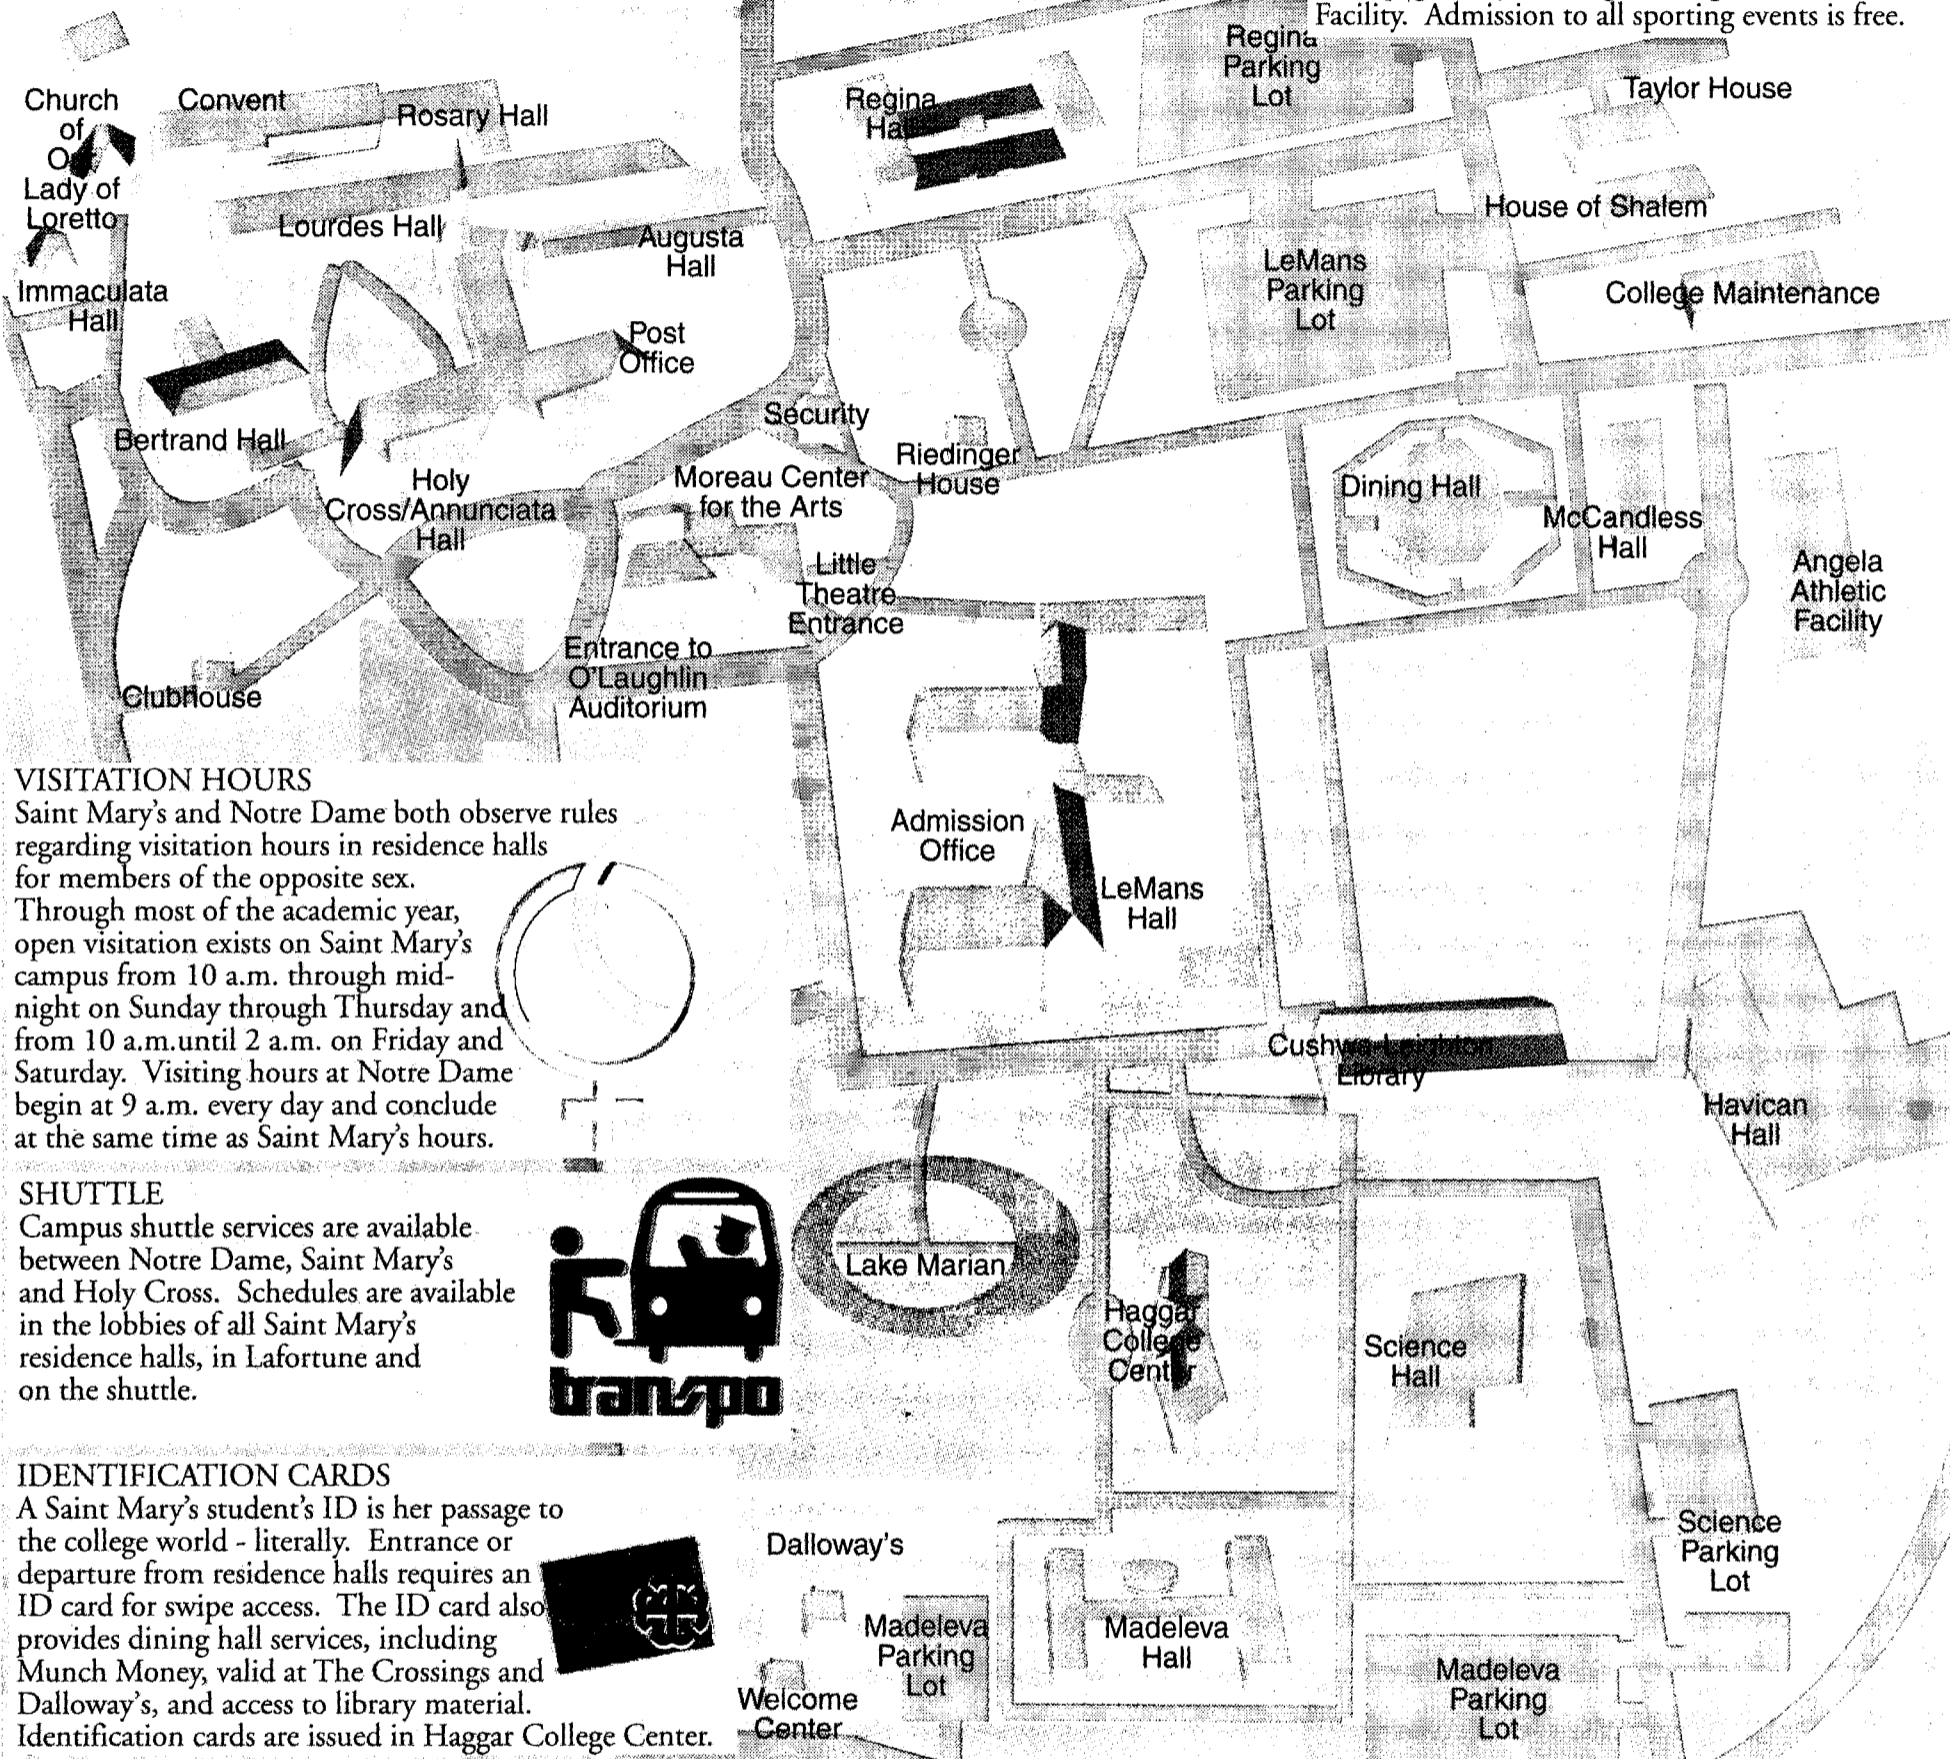 Facility. Admission to all sporting events is free.
Regina
Parking
Lot
Taylor House
Church
of
Our
Lady of
Loretto
Convent
Rosary Hall
Regina
Hall
Lourdes Hall
Augusta
Hall
House of Shalem
Immaculata
Hall
LeMans
Parking
Lot
College Maintenance
Post
Office
Security
Bertrand Hall
Riedinger
House
Holy
Cross/Annunciata
Hall
Moreau Center
for the Arts
Dining Hall
McCandless
Hall
Little
Theatre
Entrance
Angela
Athletic
Facility
Entrance to
O'Laughlin
Auditorium
Clubhouse
VISITATION HOURS
Saint Mary's and Notre Dame both observe rules
regarding visitation hours in residence halls
for members of the opposite sex.
Through most of the academic year,
open visitation exists on Saint Mary's
campus from 10 a.m. through mid-
night on Sunday through Thursday and
from 10 a.m.until 2 a.m. on Friday and
Saturday. Visiting hours at Notre Dame
begin at 9 a.m. every day and conclude
at the same time as Saint Mary's hours.
Admission
Office
LeMans
Hall
Cushwa-Leighton
Library
Havican
Hall
SHUTTLE
Campus shuttle services are available
between Notre Dame, Saint Mary's
and Holy Cross. Schedules are available
in the lobbies of all Saint Mary's
residence halls, in Lafortune and
on the shuttle.
transpo
Lake Marian
Haggar
College
Center
Science
Hall
IDENTIFICATION CARDS
A Saint Mary's student's ID is her passage to
the college world - literally. Entrance or
departure from residence halls requires an
ID card for swipe access. The ID card also
provides dining hall services, including
Munch Money, valid at The Crossings and
Dalloway's, and access to library material.
Identification cards are issued in Haggar College Center.
Dalloway's
Madeleva
Parking
Lot
Welcome
Center
Madeleva
Hall
Science
Parking
Lot
Madeleva
Parking
Lot